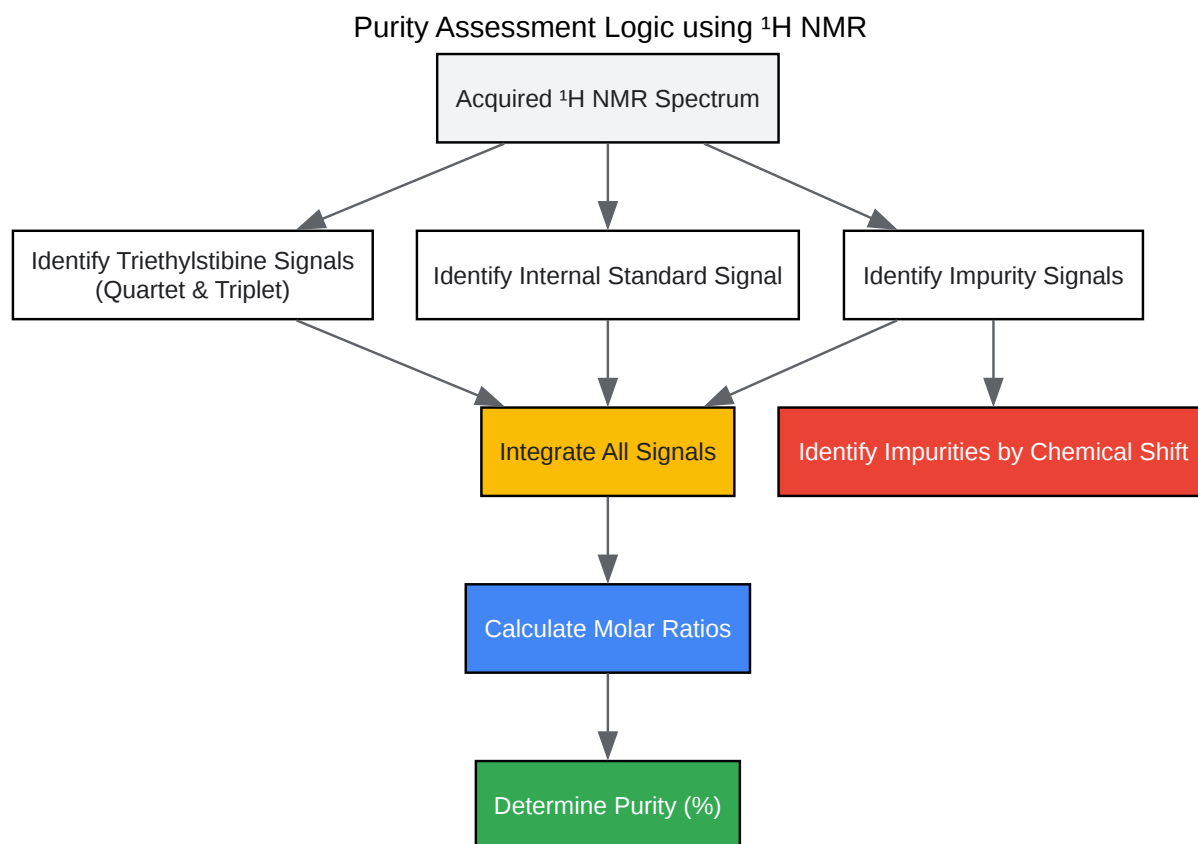 Purity Assessment Logic using ¹H NMR
Acquired ¹H NMR Spectrum
Identify Triethylstibine Signals
(Quartet & Triplet)
Identify Internal Standard Signal
Identify Impurity Signals
Integrate All Signals
Identify Impurities by Chemical Shift
Calculate Molar Ratios
Determine Purity (%)